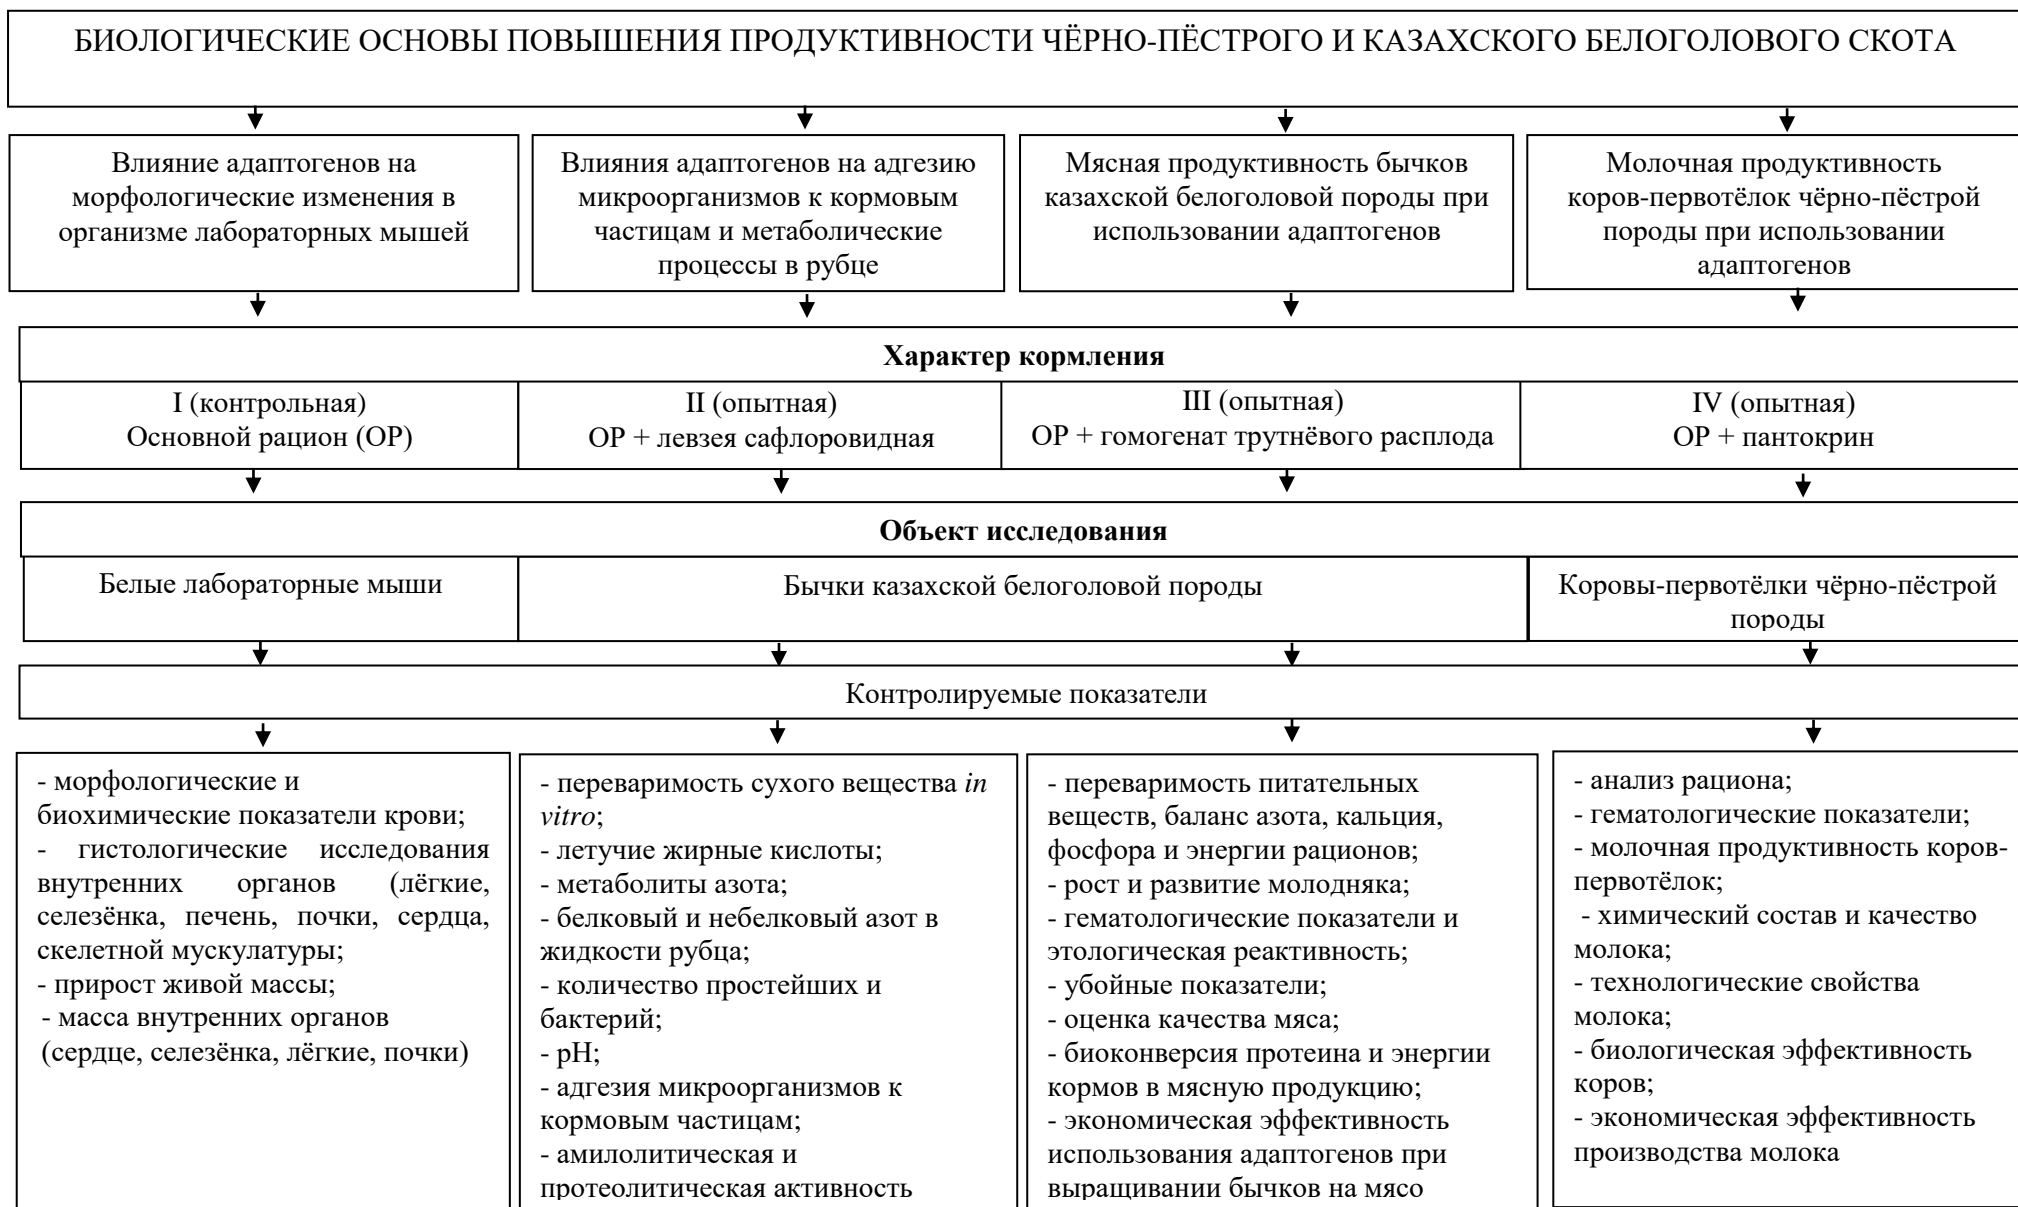 БИОЛОГИЧЕСКИЕ ОСНОВЫ ПОВЫШЕНИЯ ПРОДУКТИВНОСТИ ЧЁРНО-ПЁСТРОГО И КАЗАХСКОГО БЕЛОГОЛОВОГО СКОТА
Влияние адаптогенов на
морфологические изменения в
организме лабораторных мышей
Влияния адаптогенов на адгезию
микроорганизмов к кормовым
частицам и метаболические
процессы в рубце
Мясная продуктивность бычков
казахской белоголовой породы при
использовании адаптогенов
Молочная продуктивность
коров-первотёлок чёрно-пёстрой
породы при использовании
адаптогенов
Характер кормления
I (контрольная)
Основной рацион (ОР)
II (опытная)
ОР + левзея сафлоровидная
III (опытная)
ОР + гомогенат трутнёвого расплода
IV (опытная)
ОР + пантокрин
Объект исследования
Белые лабораторные мыши
Бычки казахской белоголовой породы
Коровы-первотёлки чёрно-пёстрой
породы
Контролируемые показатели
- морфологические и
биохимические показатели крови;
- гистологические исследования
внутренних органов (лёгкие,
селезёнка, печень, почки, сердца,
скелетной мускулатуры;
- прирост живой массы;
- масса внутренних органов
(сердце, селезёнка, лёгкие, почки)
- переваримость сухого вещества in
vitro;
- летучие жирные кислоты;
- метаболиты азота;
- белковый и небелковый азот в
жидкости рубца;
- количество простейших и
бактерий;
- pH;
- адгезия микроорганизмов к
кормовым частицам;
- амилолитическая и
протеолитическая активность
- переваримость питательных
веществ, баланс азота, кальция,
фосфора и энергии рационов;
- рост и развитие молодняка;
- гематологические показатели и
этологическая реактивность;
- убойные показатели;
- оценка качества мяса;
- биоконверсия протеина и энергии
кормов в мясную продукцию;
- экономическая эффективность
использования адаптогенов при
выращивании бычков на мясо
- анализ рациона;
- гематологические показатели;
- молочная продуктивность коров-
первотёлок;
- химический состав и качество
молока;
- технологические свойства
молока;
- биологическая эффективность
коров;
- экономическая эффективность
производства молока